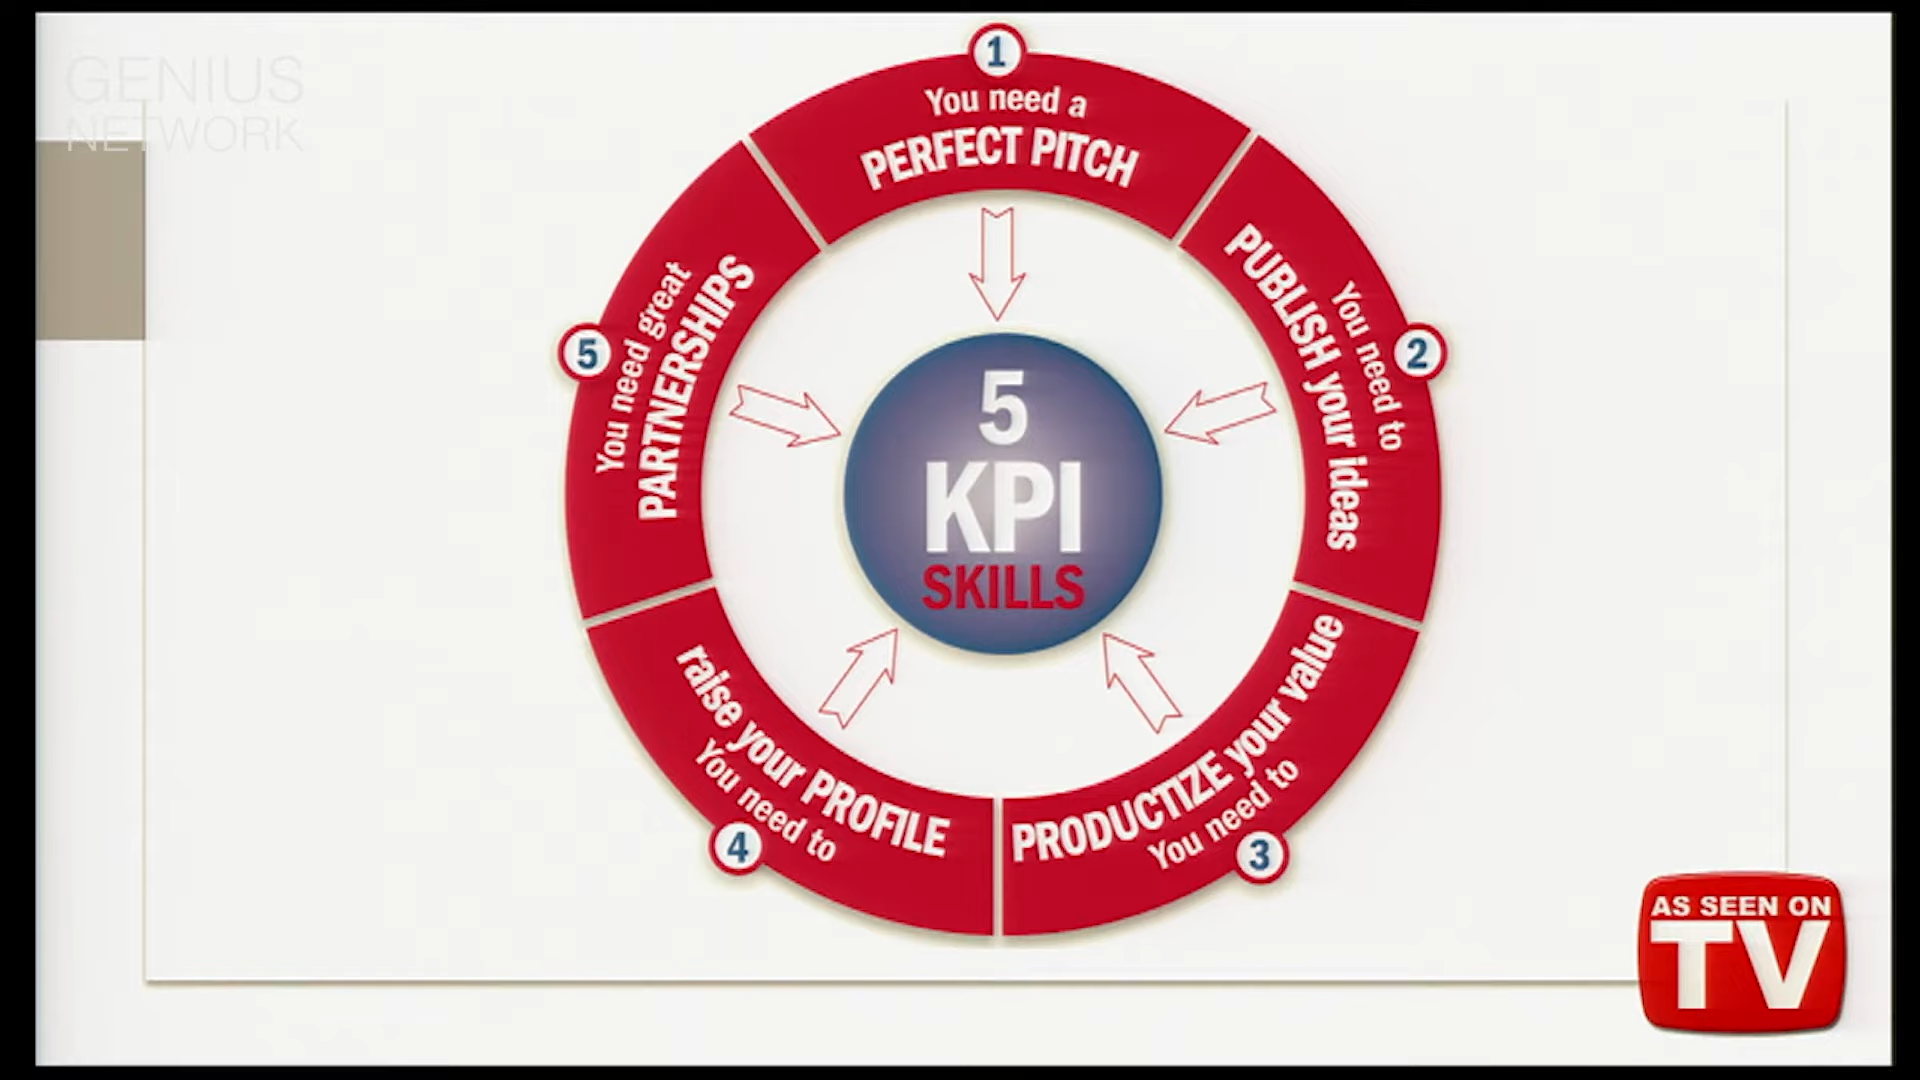 GENIUS
NETWORK
1
You need a
PERFECT PITCH
2
You need to
PUBLISH your ideas
3
You need to
PRODUCTIZE your value
4
You need to
raise your PROFILE
5
You need great
PARTNERSHIPS
5
KPI
SKILLS
AS SEEN ON
TV